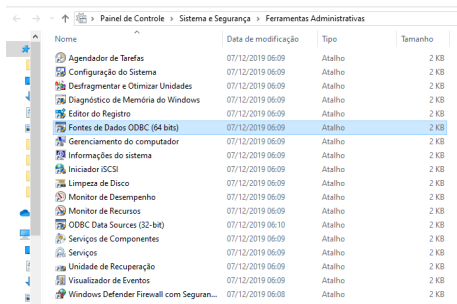 Painel de Controle > Sistema e Segurança > Ferramentas Administrativas
Nome Data de modificação Tipo Tamanho
Agendador de Tarefas 07/12/2019 06:09 Atalho 2 KB
Configuração do Sistema 07/12/2019 06:09 Atalho 2 KB
Desfragmentar e Otimizar Unidades 07/12/2019 06:09 Atalho 2 KB
Diagnóstico de Memória do Windows 07/12/2019 06:09 Atalho 2 KB
Editor do Registro 07/12/2019 06:09 Atalho 2 KB
Fontes de Dados ODBC (64 bits) 07/12/2019 06:09 Atalho 2 KB
Gerenciamento do computador 07/12/2019 06:09 Atalho 2 KB
Informações do sistema 07/12/2019 06:09 Atalho 2 KB
Iniciador iSCSI 07/12/2019 06:09 Atalho 2 KB
Limpeza de Disco 07/12/2019 06:09 Atalho 2 KB
Monitor de Desempenho 07/12/2019 06:09 Atalho 2 KB
Monitor de Recursos 07/12/2019 06:09 Atalho 2 KB
ODBC Data Sources (32-bit) 07/12/2019 06:10 Atalho 2 KB
Serviços de Componentes 07/12/2019 06:09 Atalho 2 KB
Serviços 07/12/2019 06:09 Atalho 2 KB
Unidade de Recuperação 07/12/2019 06:09 Atalho 2 KB
Visualizador de Eventos 07/12/2019 06:09 Atalho 2 KB
Windows Defender Firewall com Seguran... 07/12/2019 06:08 Atalho 2 KB